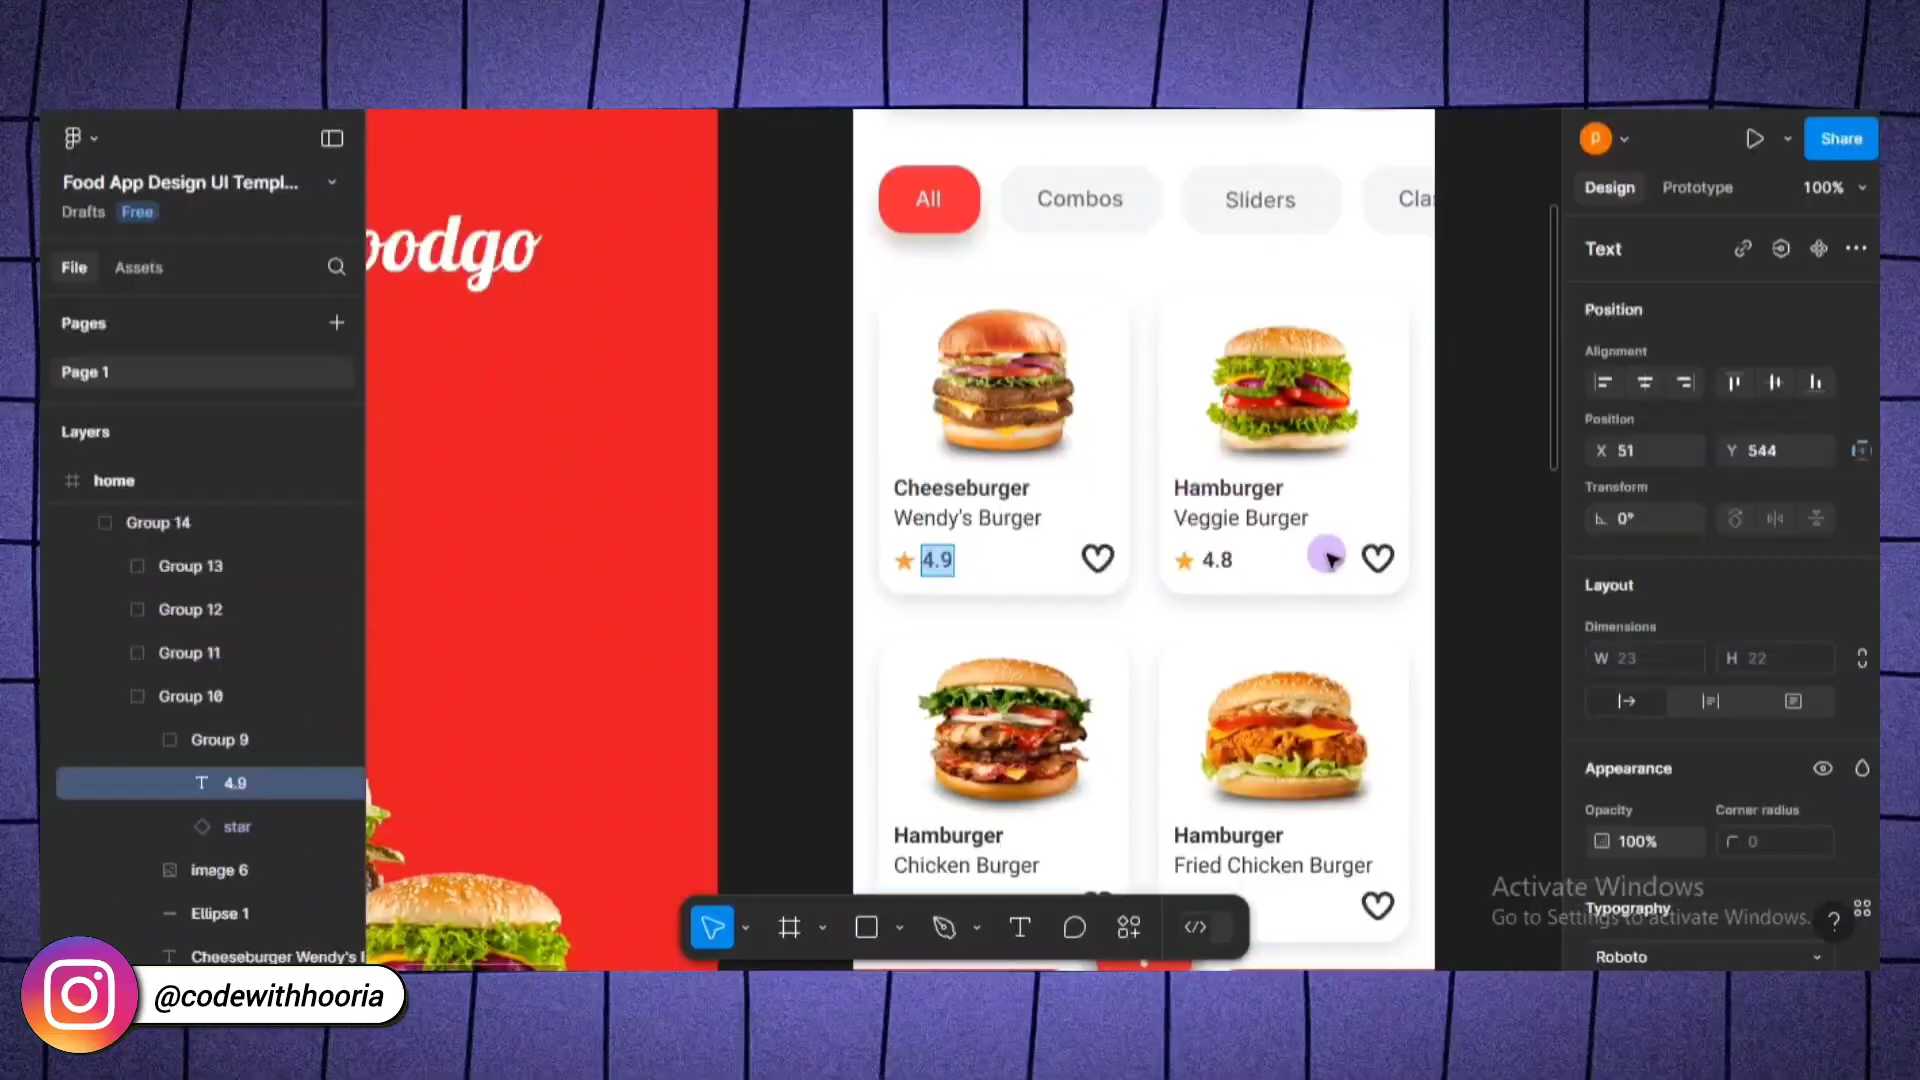 Food App Design UI Templ...
Drafts Free
File Assets
Pages
Page 1
Layers
home
Group 14
Group 13
Group 12
Group 11
Group 10
Group 9
4.9
star
image 6
Ellipse 1
Cheeseburger Wendy's
@codewithhooria
oodgo
All
Combos
Sliders
Cla
Cheeseburger
Wendy's Burger
4.9
Hamburger
Veggie Burger
4.8
Hamburger
Chicken Burger
Hamburger
Fried Chicken Burger
P
Share
Design Prototype 100%
Text
Position
Alignment
Position
X 51 Y 544
Transform
0°
Layout
Dimensions
W 23 H 22
Appearance
Opacity Corner radius
100% 0
Activate Windows
Go to Settings to activate Windows.
Typography
?
Roboto